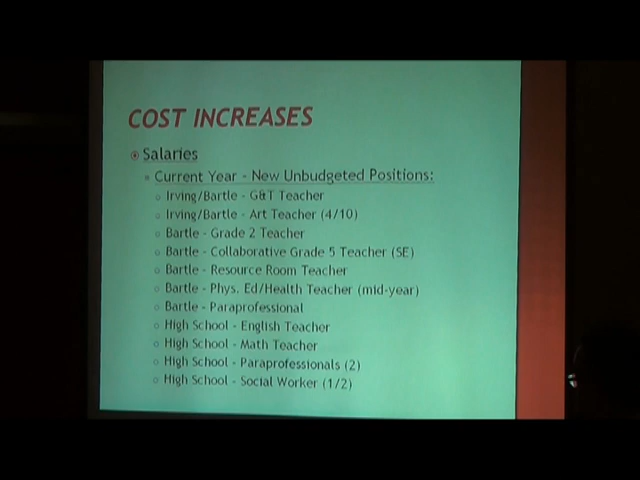 COST INCREASES
Salaries
Current Year - New Unbudgeted Positions:
Irving/Bartle - G&T Teacher
Irving/Bartle - Art Teacher (4/10)
Bartle - Grade 2 Teacher
Bartle - Collaborative Grade 5 Teacher (SE)
Bartle - Resource Room Teacher
Bartle - Phys. Ed/Health Teacher (mid-year)
Bartle - Paraprofessional
High School - English Teacher
High School - Math Teacher
High School - Paraprofessionals (2)
High School - Social Worker (1/2)